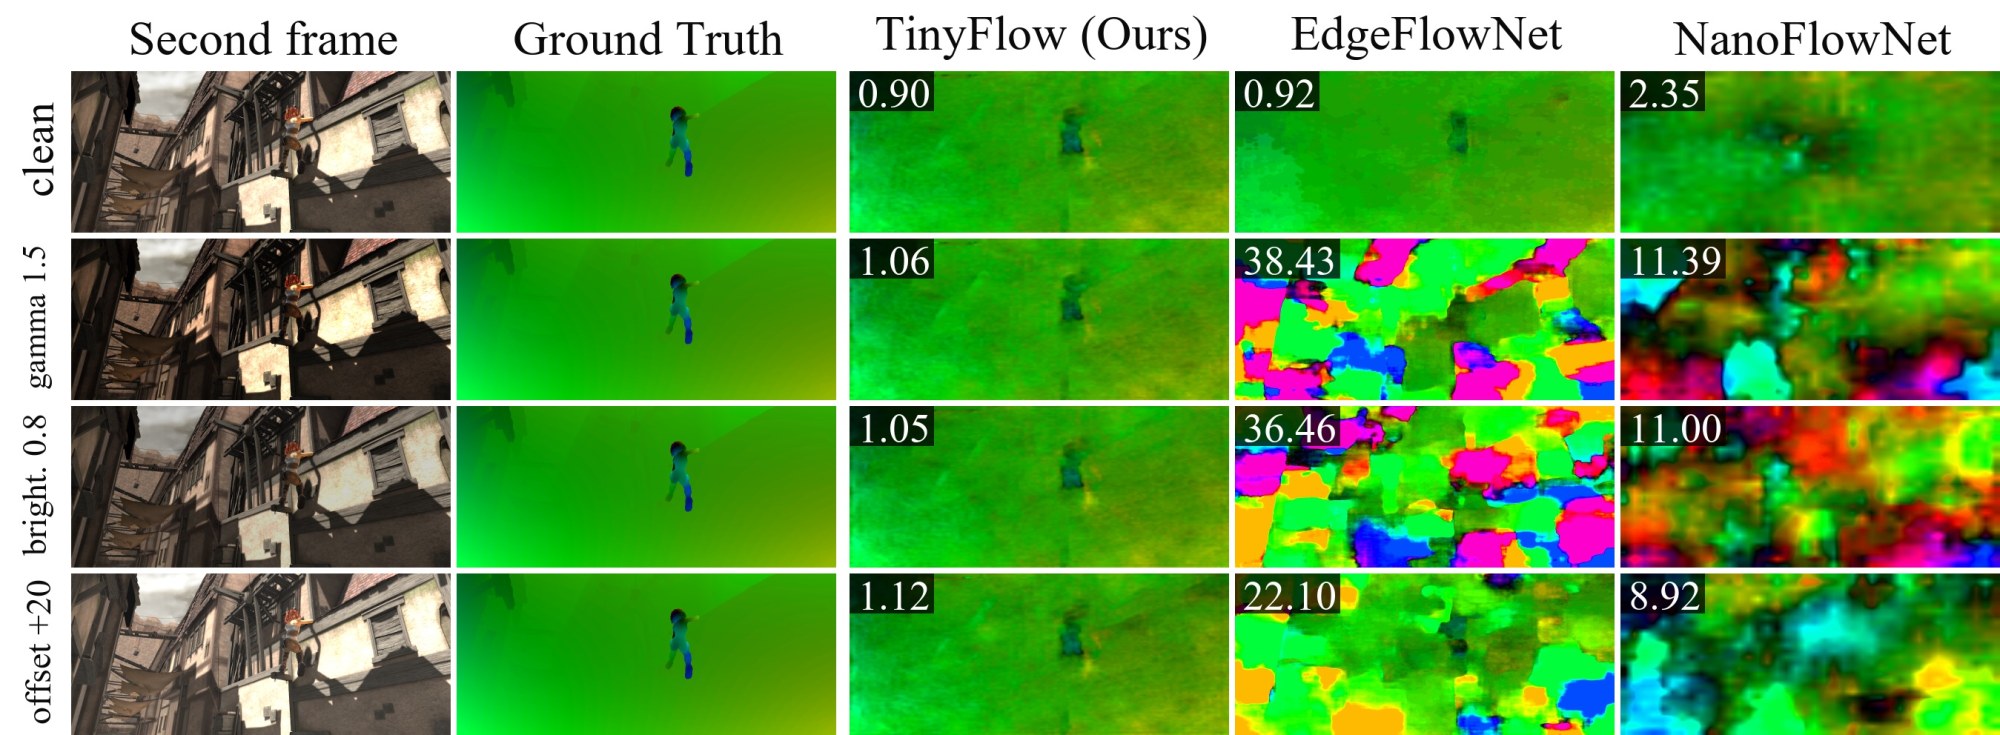 Second frame
Ground Truth
TinyFlow (Ours)
EdgeFlowNet
NanoFlowNet
clean
0.90
0.92
2.35
gamma 1.5
1.06
38.43
11.39
bright. 0.8
1.05
36.46
11.00
offset +20
1.12
22.10
8.92